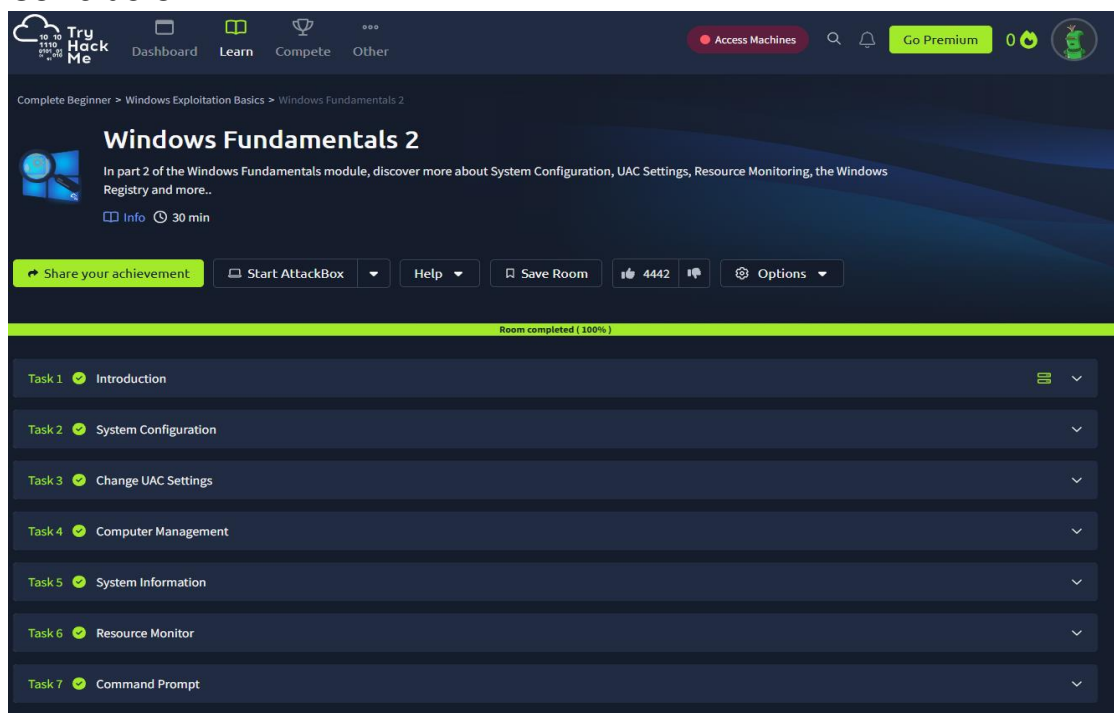 Try
Hack
Me
Dashboard
Learn
Compete
Other
Access Machines
Go Premium
0
Complete Beginner > Windows Exploitation Basics > Windows Fundamentals 2
Windows Fundamentals 2
In part 2 of the Windows Fundamentals module, discover more about System Configuration, UAC Settings, Resource Monitoring, the Windows
Registry and more..
Info 30 min
Share your achievement
Start AttackBox
Help
Save Room
4442
Options
Room completed ( 100% )
Task 1 Introduction
Task 2 System Configuration
Task 3 Change UAC Settings
Task 4 Computer Management
Task 5 System Information
Task 6 Resource Monitor
Task 7 Command Prompt